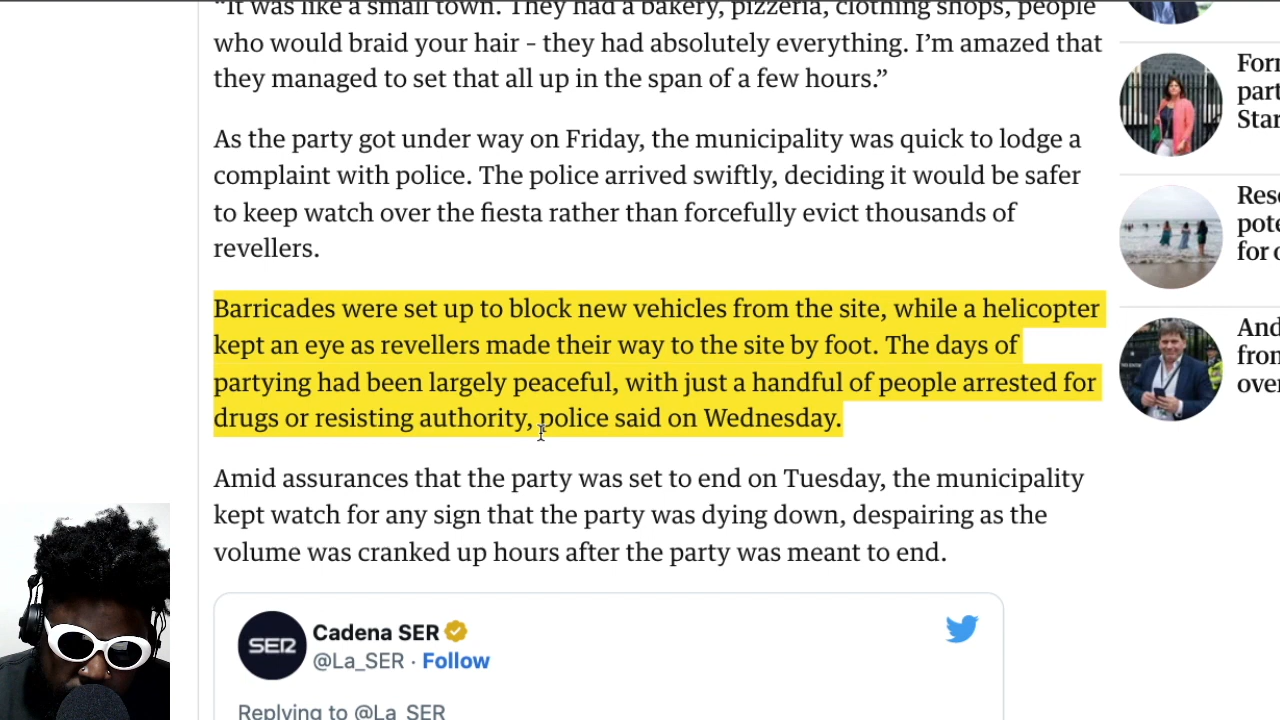 “It was like a small town. They had a bakery, pizzeria, clothing shops, people
who would braid your hair – they had absolutely everything. I’m amazed that
they managed to set that all up in the span of a few hours.”
As the party got under way on Friday, the municipality was quick to lodge a
complaint with police. The police arrived swiftly, deciding it would be safer
to keep watch over the fiesta rather than forcefully evict thousands of
revellers.
Barricades were set up to block new vehicles from the site, while a helicopter
kept an eye as revellers made their way to the site by foot. The days of
partying had been largely peaceful, with just a handful of people arrested for
drugs or resisting authority, police said on Wednesday.
Amid assurances that the party was set to end on Tuesday, the municipality
kept watch for any sign that the party was dying down, despairing as the
volume was cranked up hours after the party was meant to end.
SER
Cadena SER
@La_SER · Follow
Replying to @La_SER
part
Star
pote
for
And
from
over